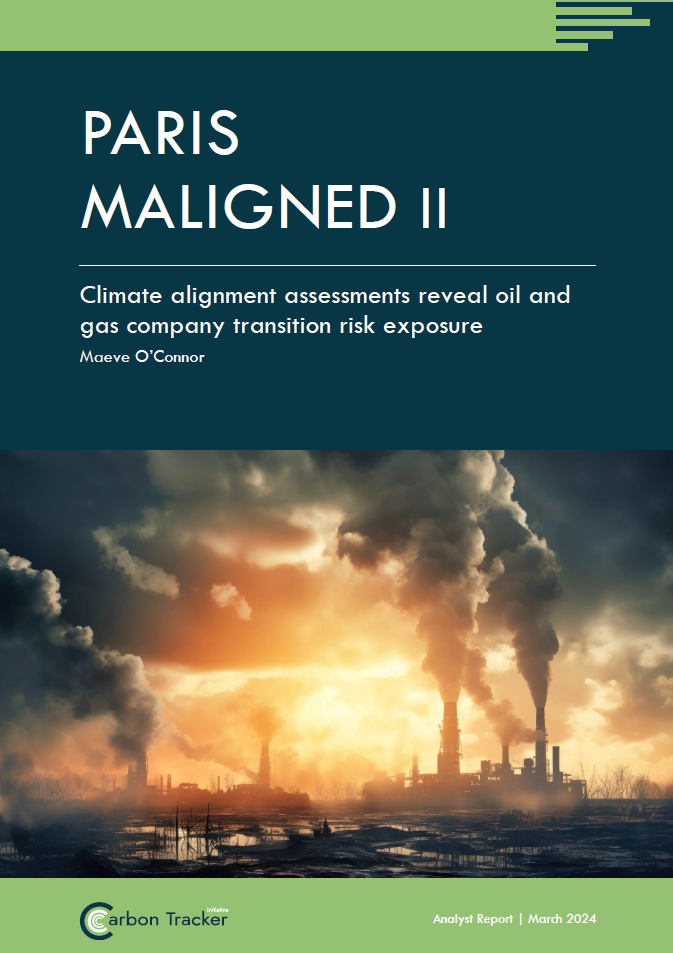 PARIS
MALIGNED II
Climate alignment assessments reveal oil and
gas company transition risk exposure
Maeve O'Connor
Carbon Tracker
initiative
Analyst Report | March 2024